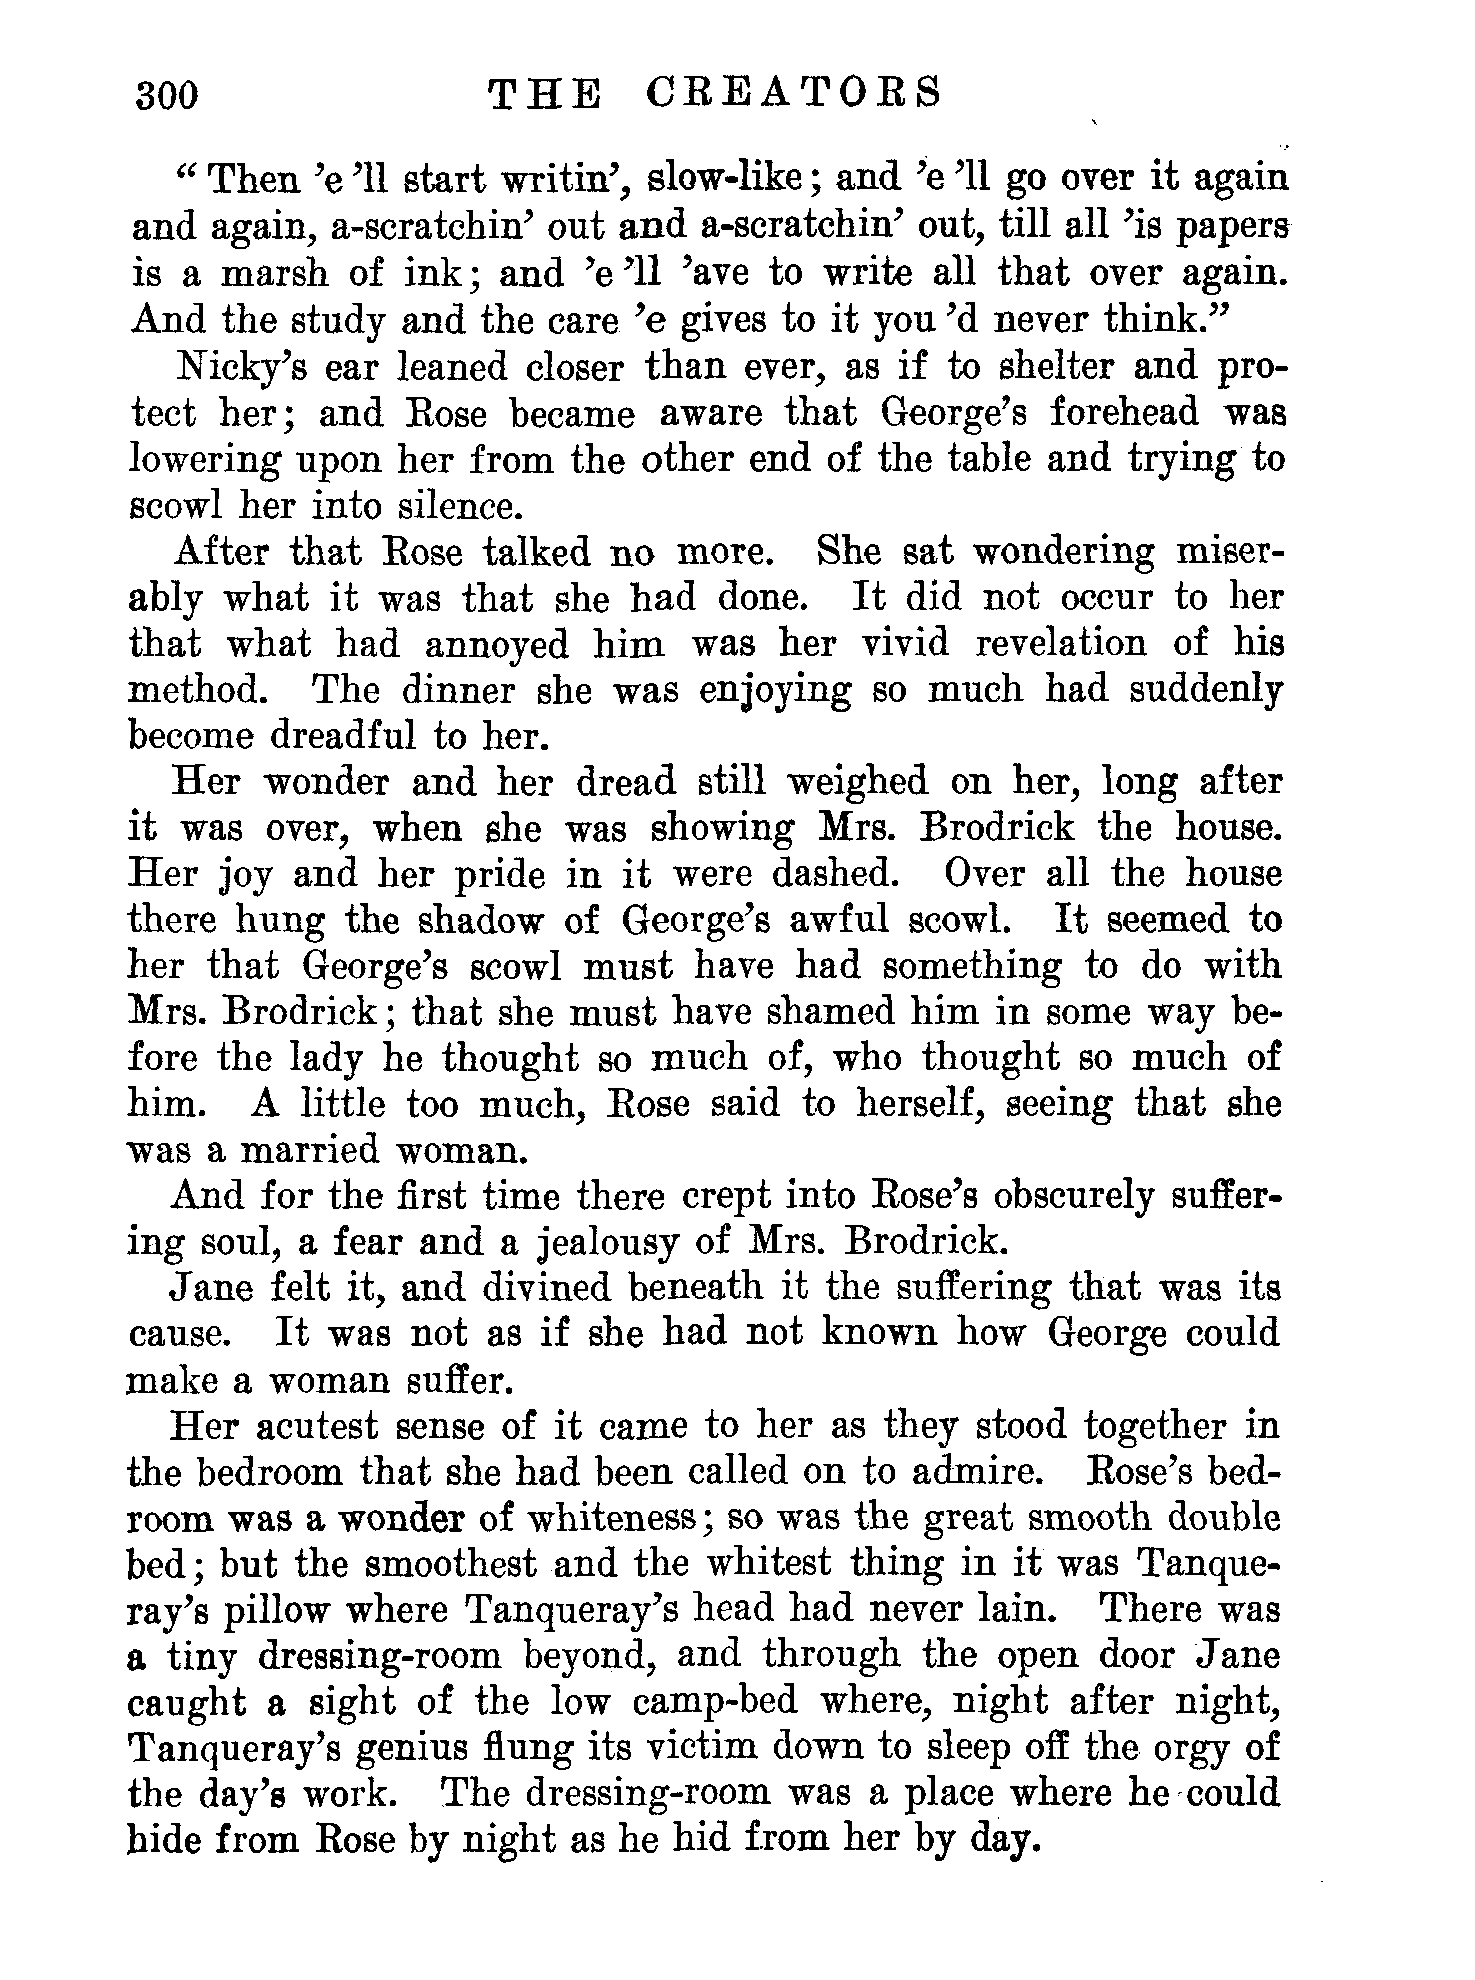 300 THE CREATORS
“Then ’e ’ll start writin’, slow-like; and ’e ’ll go over it again
and again, a-scratchin’ out and a-scratchin’ out, till all ’is papers
is a marsh of ink; and ’e ’ll ’ave to write all that over again.
And the study and the care ’e gives to it you ’d never think.”
Nicky’s ear leaned closer than ever, as if to shelter and pro-
tect her; and Rose became aware that George’s forehead was
lowering upon her from the other end of the table and trying to
scowl her into silence.
After that Rose talked no more. She sat wondering miser-
ably what it was that she had done. It did not occur to her
that what had annoyed him was her vivid revelation of his
method. The dinner she was enjoying so much had suddenly
become dreadful to her.
Her wonder and her dread still weighed on her, long after
it was over, when she was showing Mrs. Brodrick the house.
Her joy and her pride in it were dashed. Over all the house
there hung the shadow of George’s awful scowl. It seemed to
her that George’s scowl must have had something to do with
Mrs. Brodrick; that she must have shamed him in some way be-
fore the lady he thought so much of, who thought so much of
him. A little too much, Rose said to herself, seeing that she
was a married woman.
And for the first time there crept into Rose’s obscurely suffer-
ing soul, a fear and a jealousy of Mrs. Brodrick.
Jane felt it, and divined beneath it the suffering that was its
cause. It was not as if she had not known how George could
make a woman suffer.
Her acutest sense of it came to her as they stood together in
the bedroom that she had been called on to admire. Rose’s bed-
room was a wonder of whiteness; so was the great smooth double
bed; but the smoothest and the whitest thing in it was Tanque-
ray’s pillow where Tanqueray’s head had never lain. There was
a tiny dressing-room beyond, and through the open door Jane
caught a sight of the low camp-bed where, night after night,
Tanqueray’s genius flung its victim down to sleep off the orgy of
the day’s work. The dressing-room was a place where he could
hide from Rose by night as he hid from her by day.